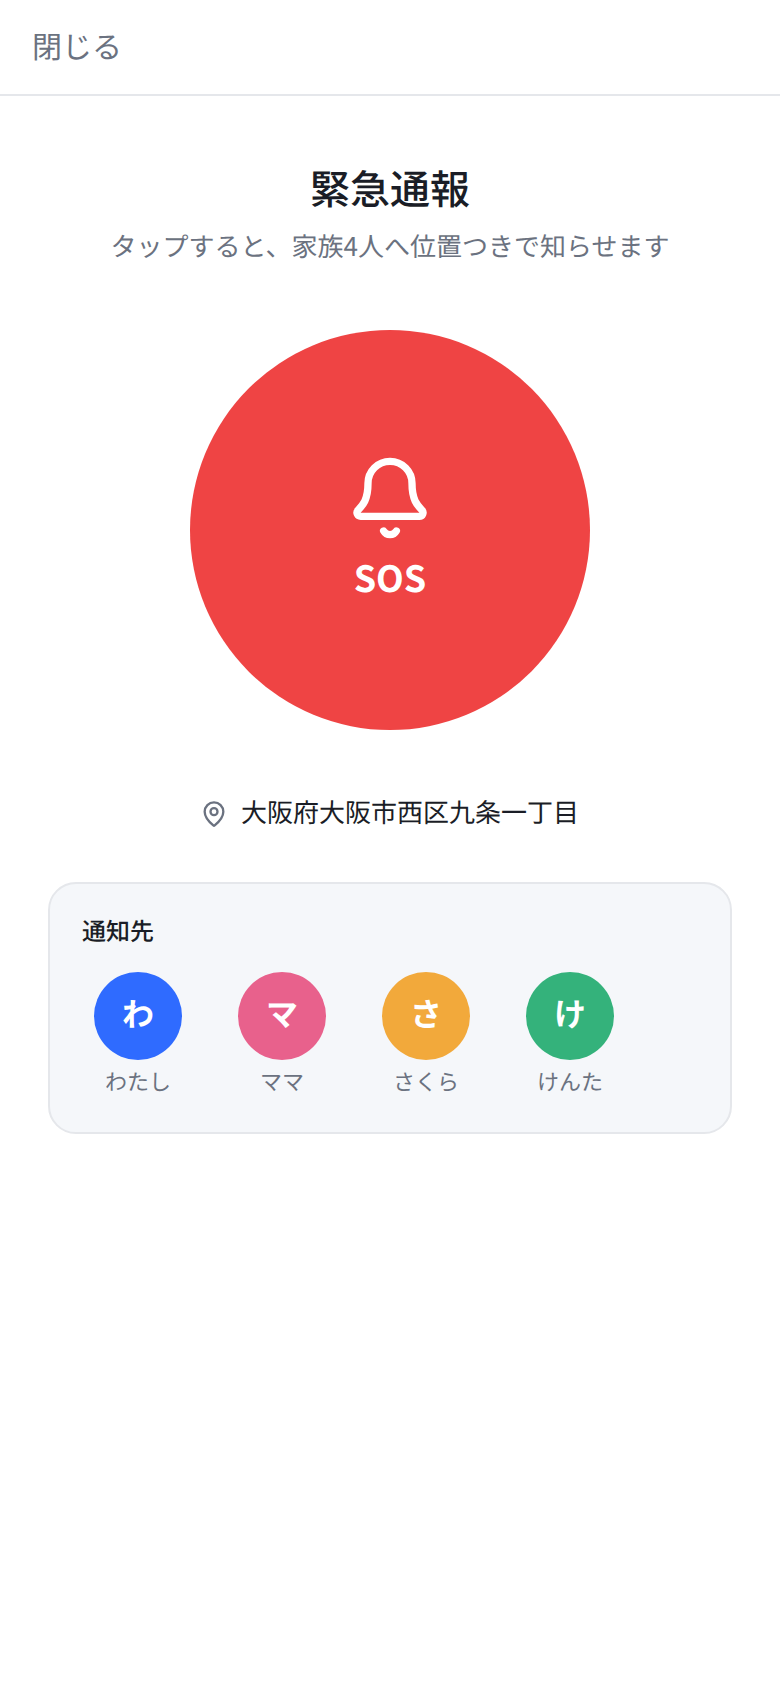 閉じる
緊急通報
タップすると、家族4人へ位置つきで知らせます
SOS
大阪府大阪市西区九条一丁目
通知先
わ マ さ け
わたし ママ さくら けんた